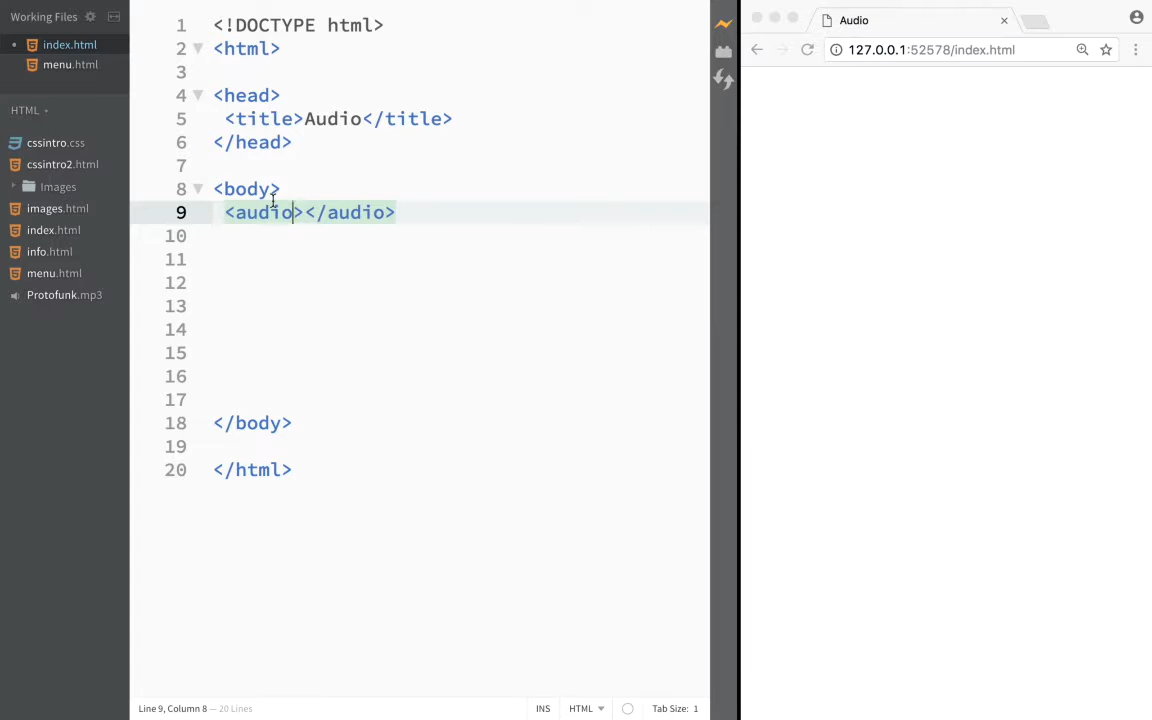 Working Files
index.html
menu.html
HTML
cssintro.css
cssintro2.html
Images
images.html
index.html
info.html
menu.html
Protofunk.mp3
1 <!DOCTYPE html>
2 <html>
3
4 <head>
5 <title>Audio</title>
6 </head>
7
8 <body>
9 <audio></audio>
10
11
12
13
14
15
16
17
18 </body>
19
20 </html>
Line 9, Column 8 — 20 Lines
INS HTML Tab Size: 1
Audio
127.0.0.1:52578/index.html